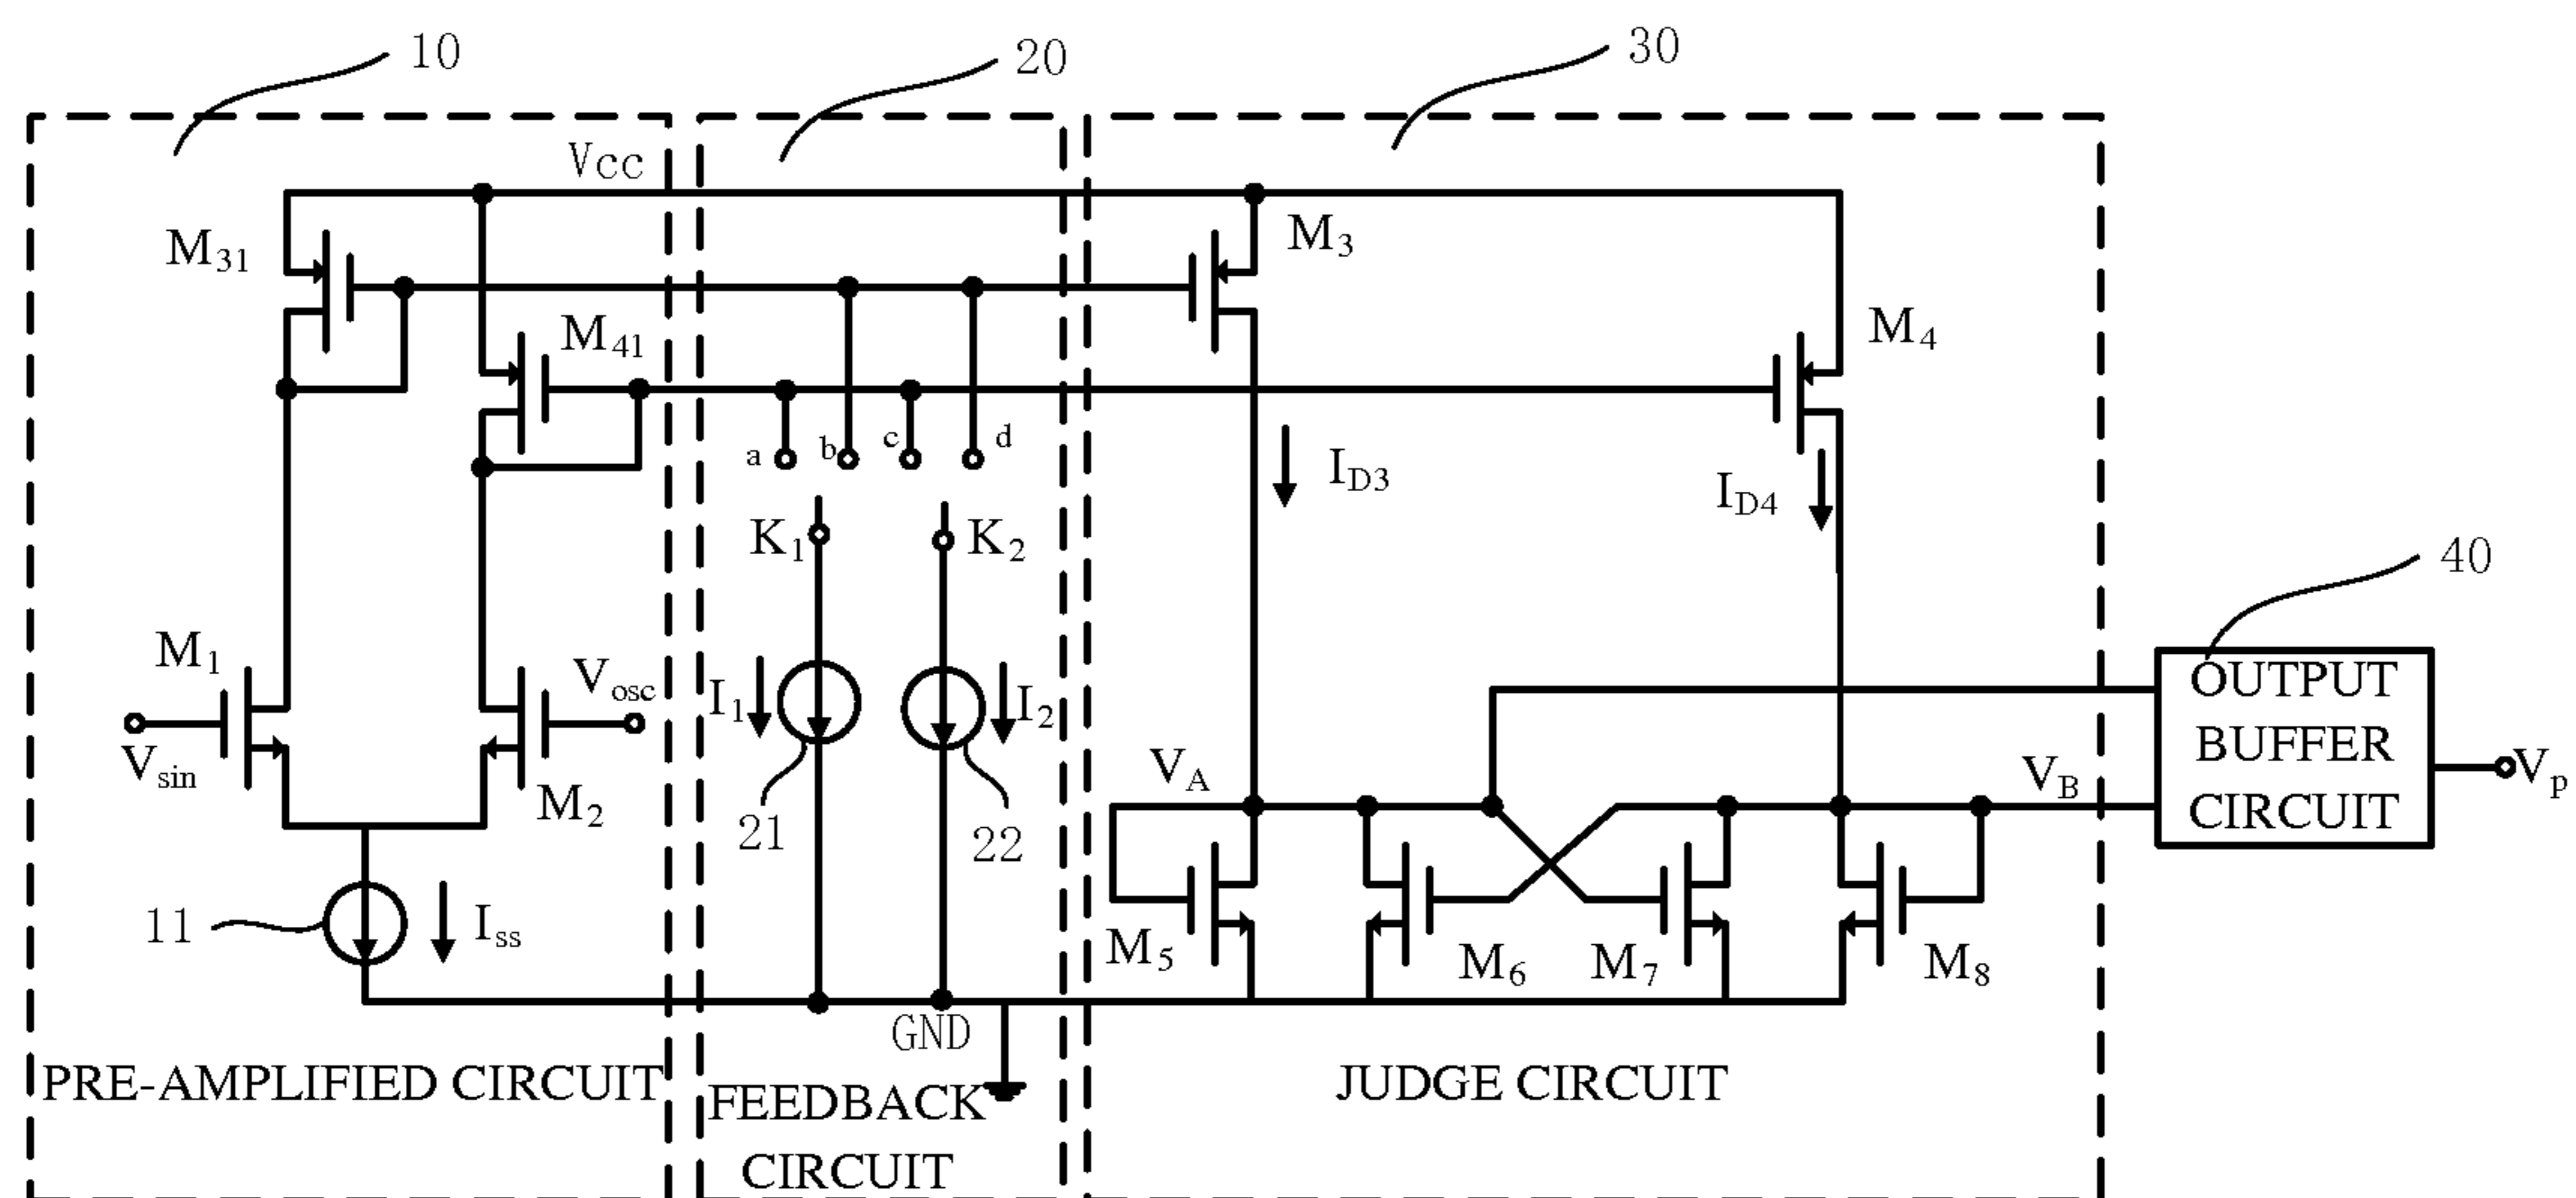 10
20
30
Vcc
M31
M3
M41
M4
a
b
c
d
ID3
ID4
K1
K2
40
M1
Vosc
I1
I2
OUTPUT
BUFFER
CIRCUIT
Vsin
M2
VA
VB
Vp
21
22
11
Iss
M5
M6
M7
M8
GND
PRE-AMPLIFIED CIRCUIT
FEEDBACK
CIRCUIT
JUDGE CIRCUIT